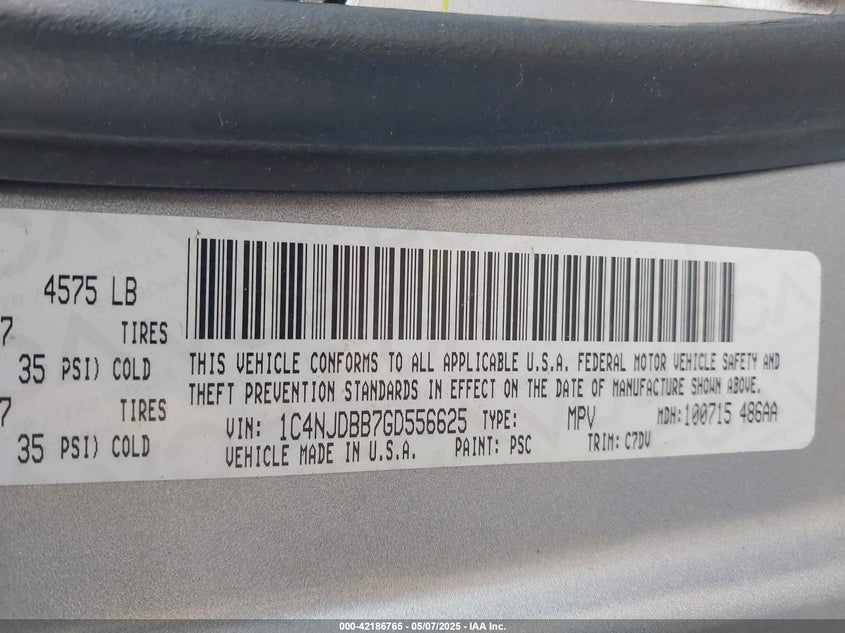 4575 LB
7 TIRES
35 PSI) COLD
7 TIRES
35 PSI) COLD
THIS VEHICLE CONFORMS TO ALL APPLICABLE U.S.A. FEDERAL MOTOR VEHICLE SAFETY AND
THEFT PREVENTION STANDARDS IN EFFECT ON THE DATE OF MANUFACTURE SHOWN ABOVE.
VIN: 1C4NJDBB7GD556625 TYPE: MPV MDH:100715 486AA
VEHICLE MADE IN U.S.A. PAINT: PSC TRIM: C7DV
000-42186765 - 05/07/2025 - IAA Inc.